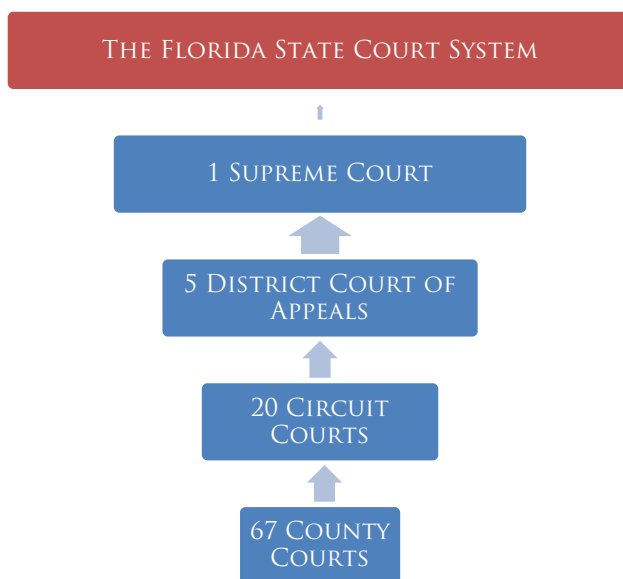 The Florida State Court System
1 Supreme Court
5 District Court of
Appeals
20 Circuit
Courts
67 County
Courts